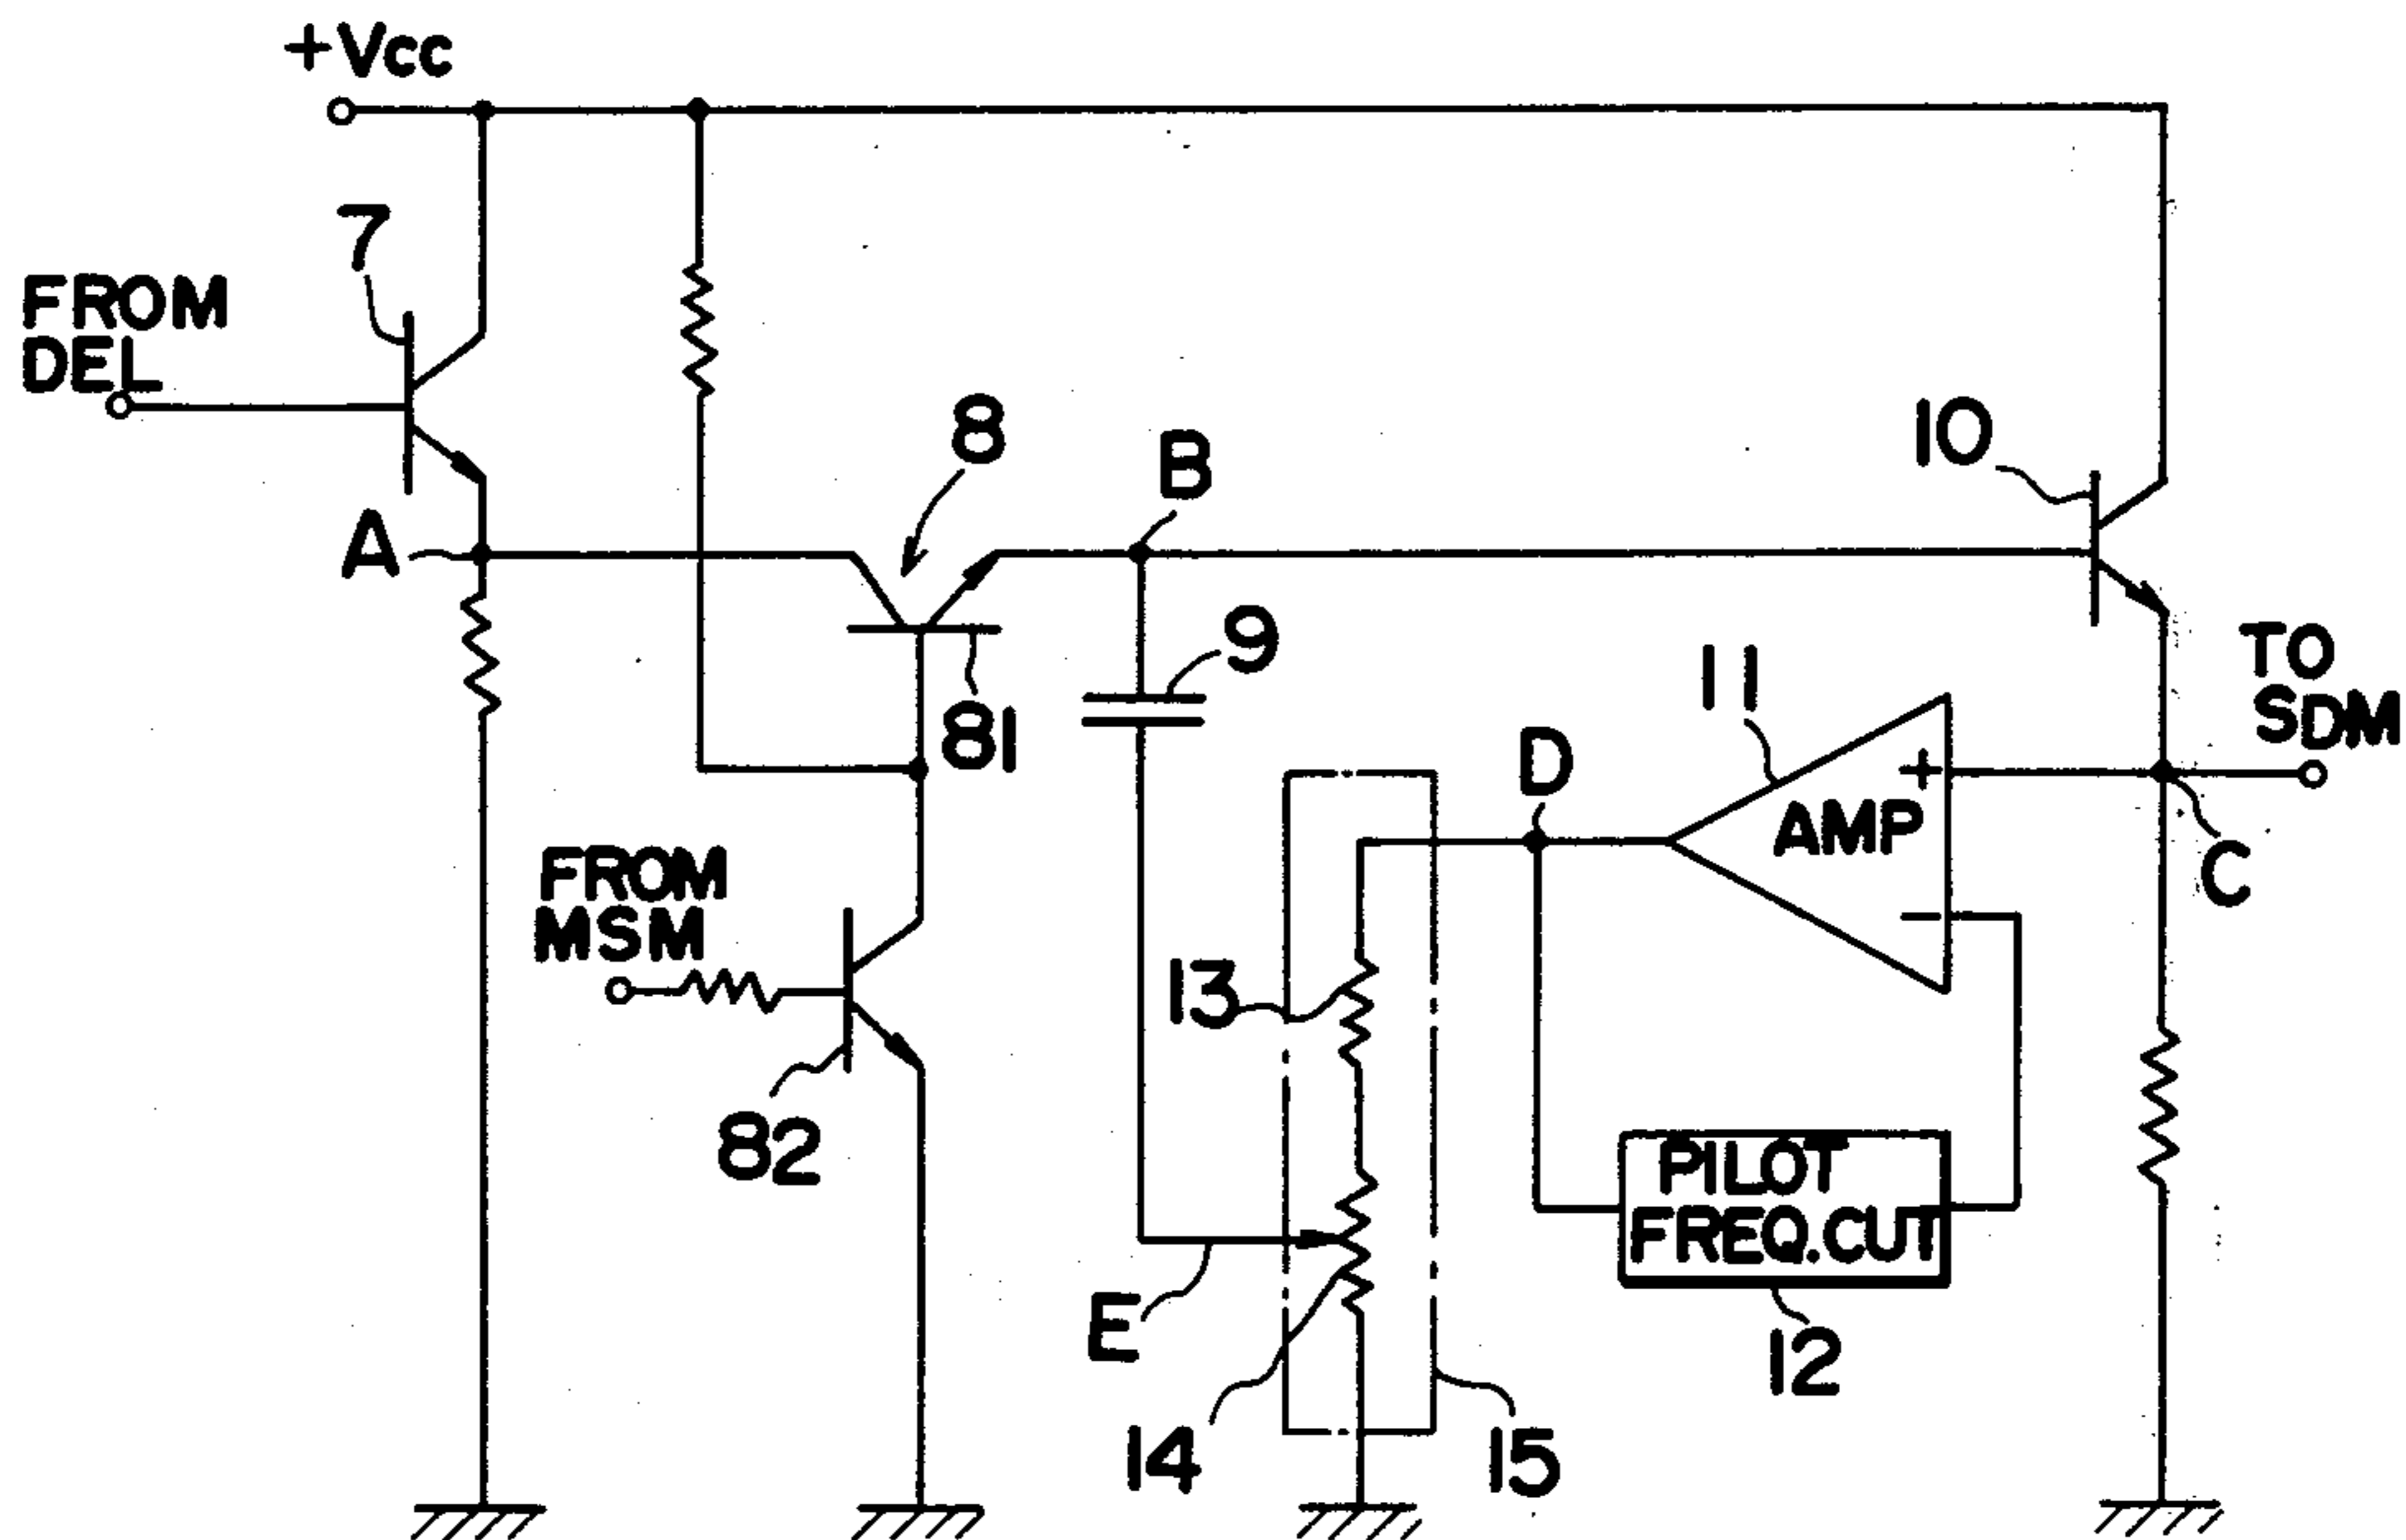 +Vcc
7
FROM
DEL
8
B
10
A
9
11
TO
SDM
81
D
+
AMP
C
FROM
MSM
−
13
82
PILOT
FREQ.CUT
E
12
14
15